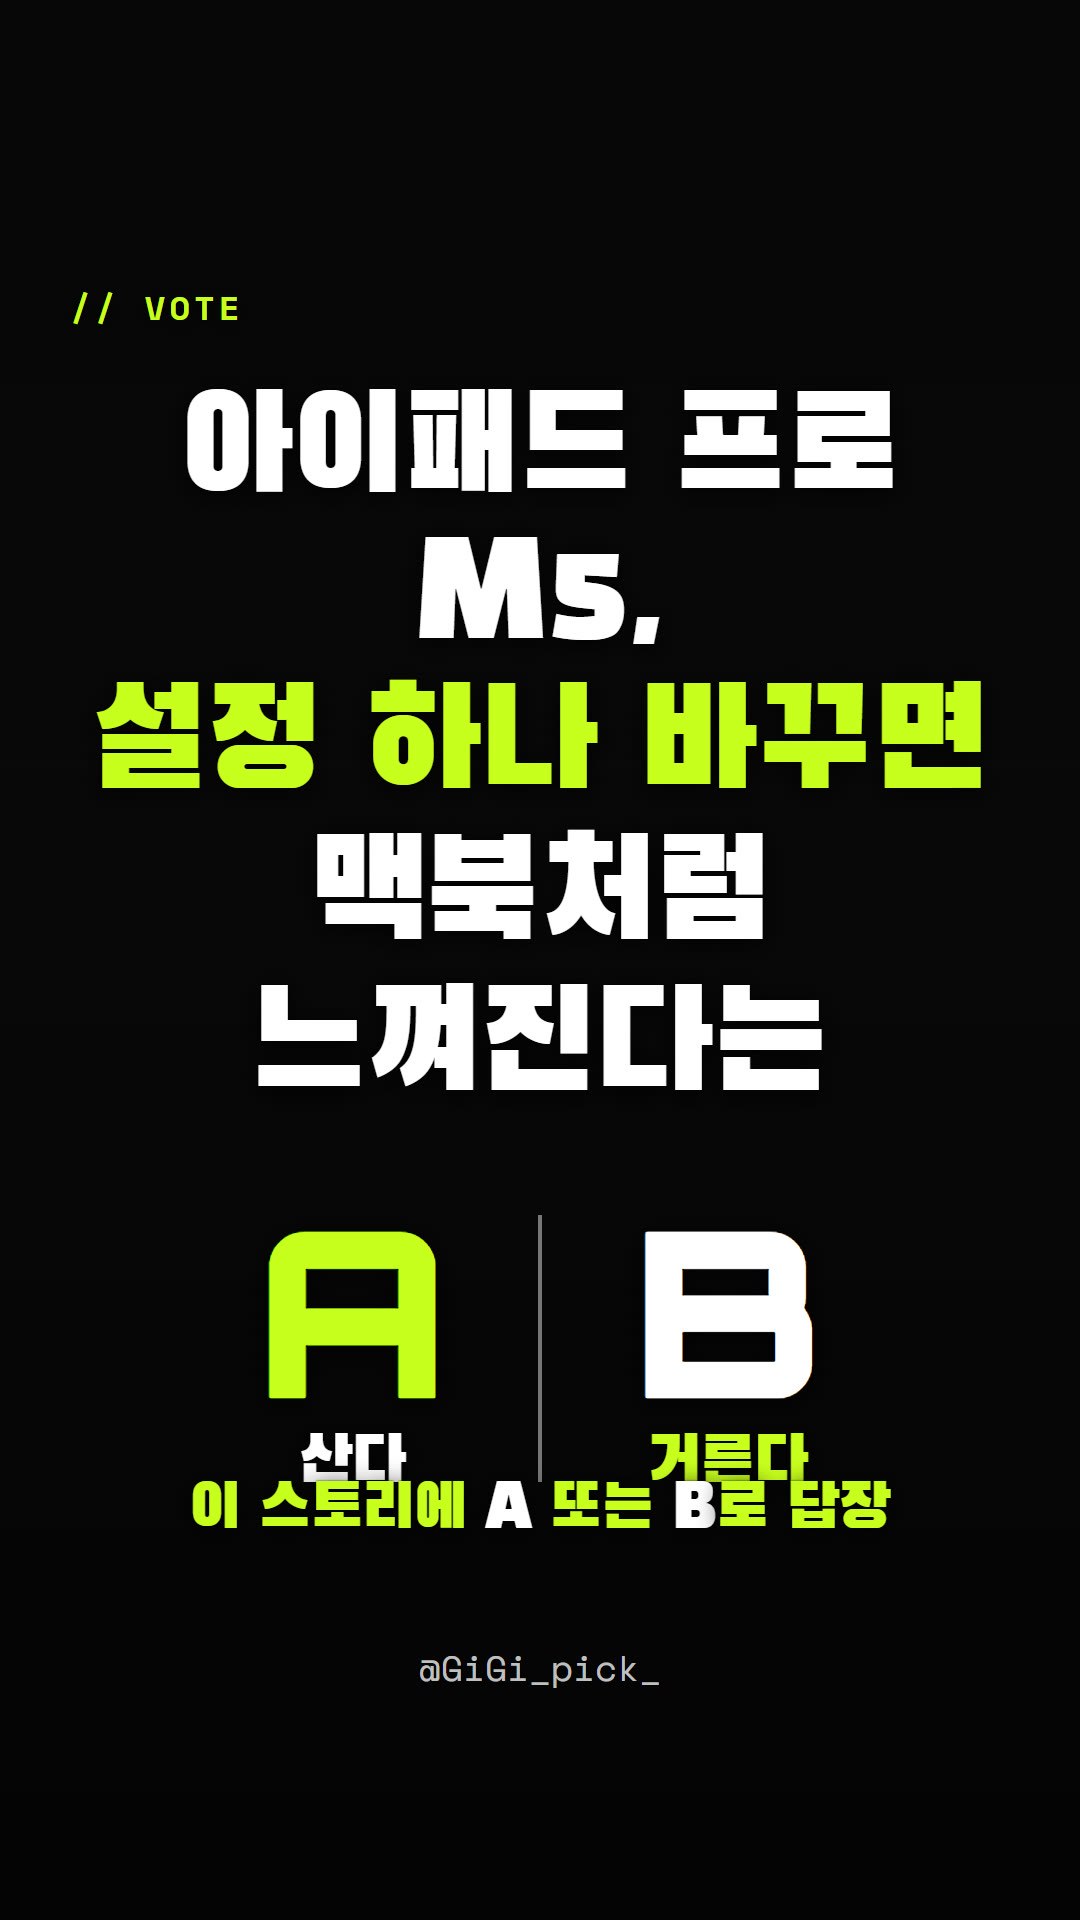 // VOTE
아이패드 프로
M5.
설정 하나 바꾸면
맥북처럼
느껴진다는
A B
산다 거른다
이 스토리에 A 또는 B로 답장
@GiGi_pick_